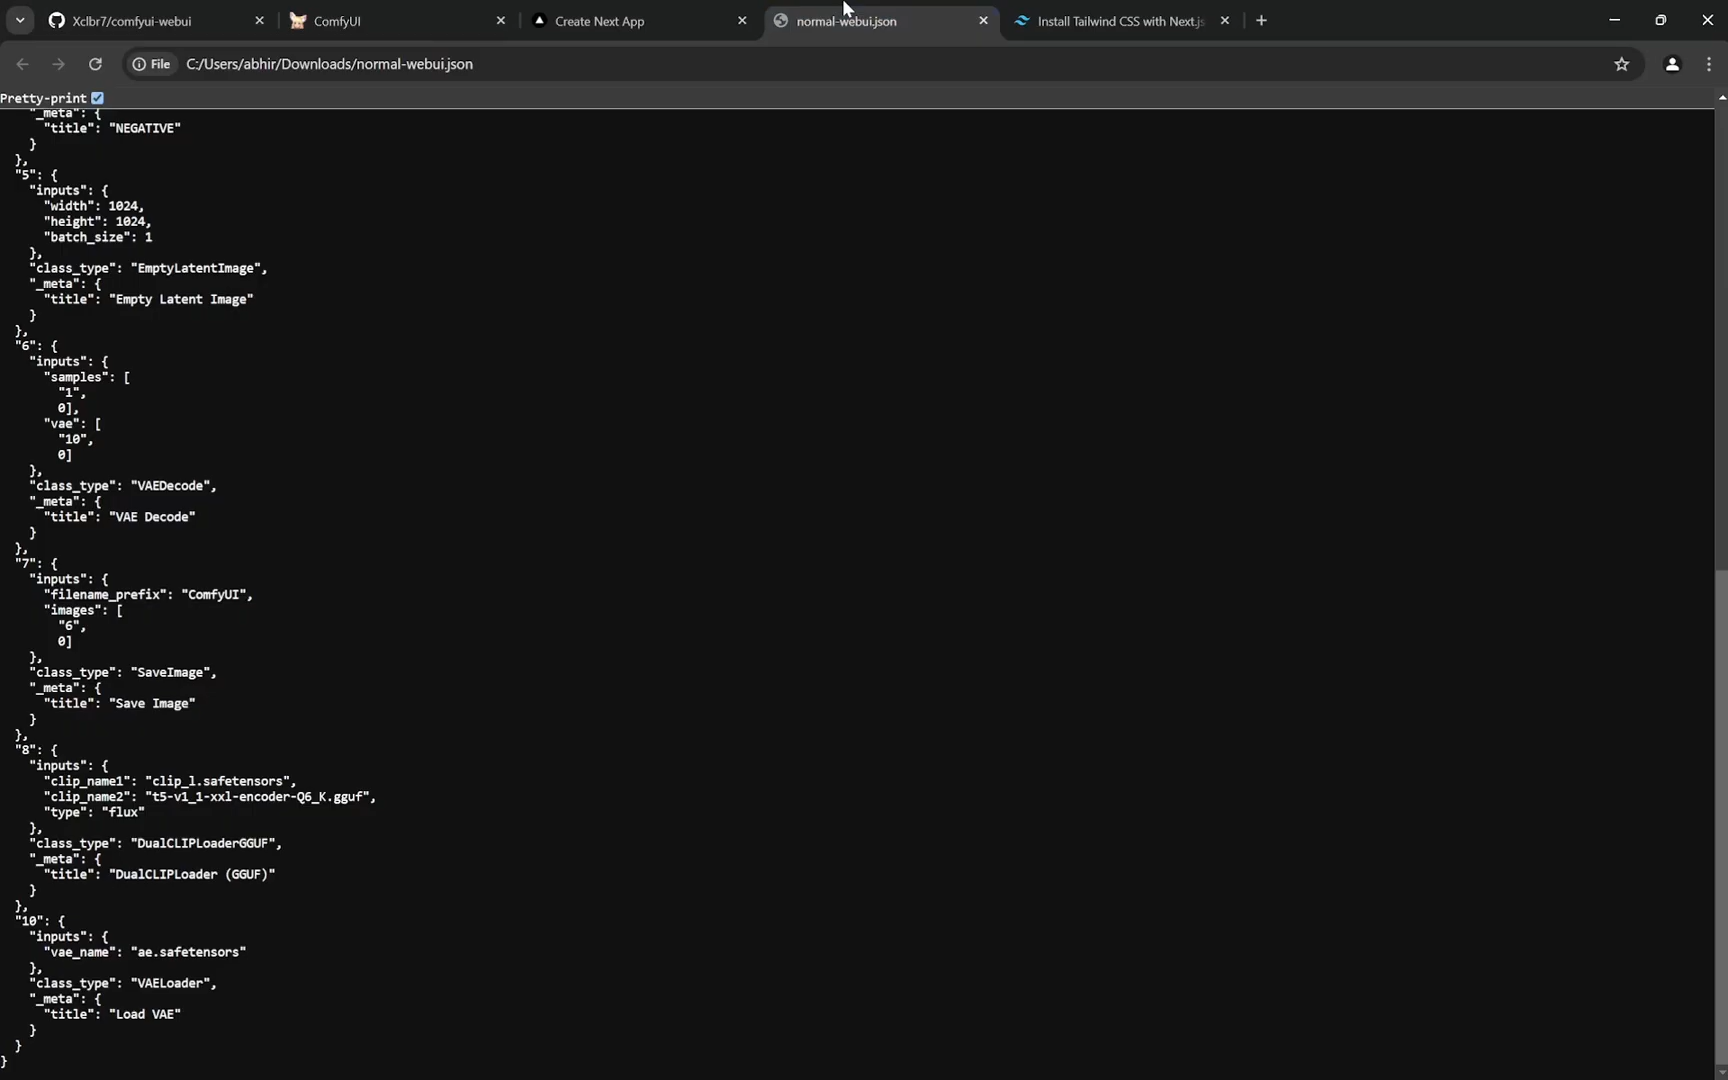 Xclbr7/comfyui-webui
ComfyUI
Create Next App
normal-webui.json
Install Tailwind CSS with Next.js
File
C:/Users/abhir/Downloads/normal-webui.json
Pretty-print
"_meta": {
"title": "NEGATIVE"
}
},
"5": {
"inputs": {
"width": 1024,
"height": 1024,
"batch_size": 1
},
"class_type": "EmptyLatentImage",
"_meta": {
"title": "Empty Latent Image"
}
},
"6": {
"inputs": {
"samples": [
"1",
0],
"vae": [
"10",
0]
},
"class_type": "VAEDecode",
"_meta": {
"title": "VAE Decode"
}
},
"7": {
"inputs": {
"filename_prefix": "ComfyUI",
"images": [
"6",
0]
},
"class_type": "SaveImage",
"_meta": {
"title": "Save Image"
}
},
"8": {
"inputs": {
"clip_name1": "clip_l.safetensors",
"clip_name2": "t5-v1_1-xxl-encoder-Q6_K.gguf",
"type": "flux"
},
"class_type": "DualCLIPLoaderGGUF",
"_meta": {
"title": "DualCLIPLoader (GGUF)"
}
},
"10": {
"inputs": {
"vae_name": "ae.safetensors"
},
"class_type": "VAELoader",
"_meta": {
"title": "Load VAE"
}
}
}